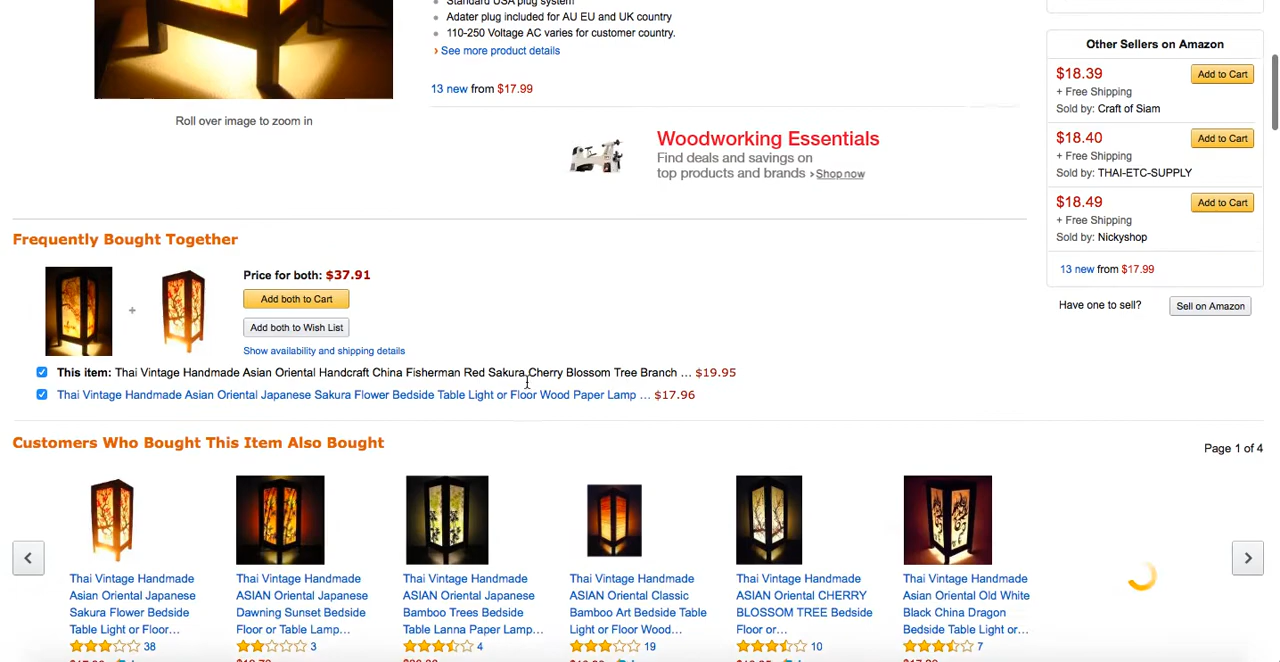 Standard USA plug system
Adater plug included for AU EU and UK country
110-250 Voltage AC varies for customer country.
› See more product details
13 new from $17.99
Roll over image to zoom in
Woodworking Essentials
Find deals and savings on
top products and brands › Shop now
Other Sellers on Amazon
$18.39
Add to Cart
+ Free Shipping
Sold by: Craft of Siam
$18.40
Add to Cart
+ Free Shipping
Sold by: THAI-ETC-SUPPLY
$18.49
Add to Cart
+ Free Shipping
Sold by: Nickyshop
13 new from $17.99
Have one to sell?
Sell on Amazon
Frequently Bought Together
+
Price for both: $37.91
Add both to Cart
Add both to Wish List
Show availability and shipping details
This item: Thai Vintage Handmade Asian Oriental Handcraft China Fisherman Red Sakura Cherry Blossom Tree Branch ... $19.95
Thai Vintage Handmade Asian Oriental Japanese Sakura Flower Bedside Table Light or Floor Wood Paper Lamp ... $17.96
Customers Who Bought This Item Also Bought
Page 1 of 4
Thai Vintage Handmade
Asian Oriental Japanese
Sakura Flower Bedside
Table Light or Floor...
38
Thai Vintage Handmade
ASIAN Oriental Japanese
Dawning Sunset Bedside
Floor or Table Lamp...
3
Thai Vintage Handmade
ASIAN Oriental Japanese
Bamboo Trees Bedside
Table Lanna Paper Lamp...
4
Thai Vintage Handmade
ASIAN Oriental Classic
Bamboo Art Bedside Table
Light or Floor Wood...
19
Thai Vintage Handmade
ASIAN Oriental CHERRY
BLOSSOM TREE Bedside
Floor or...
10
Thai Vintage Handmade
Asian Oriental Old White
Black China Dragon
Bedside Table Light or...
7